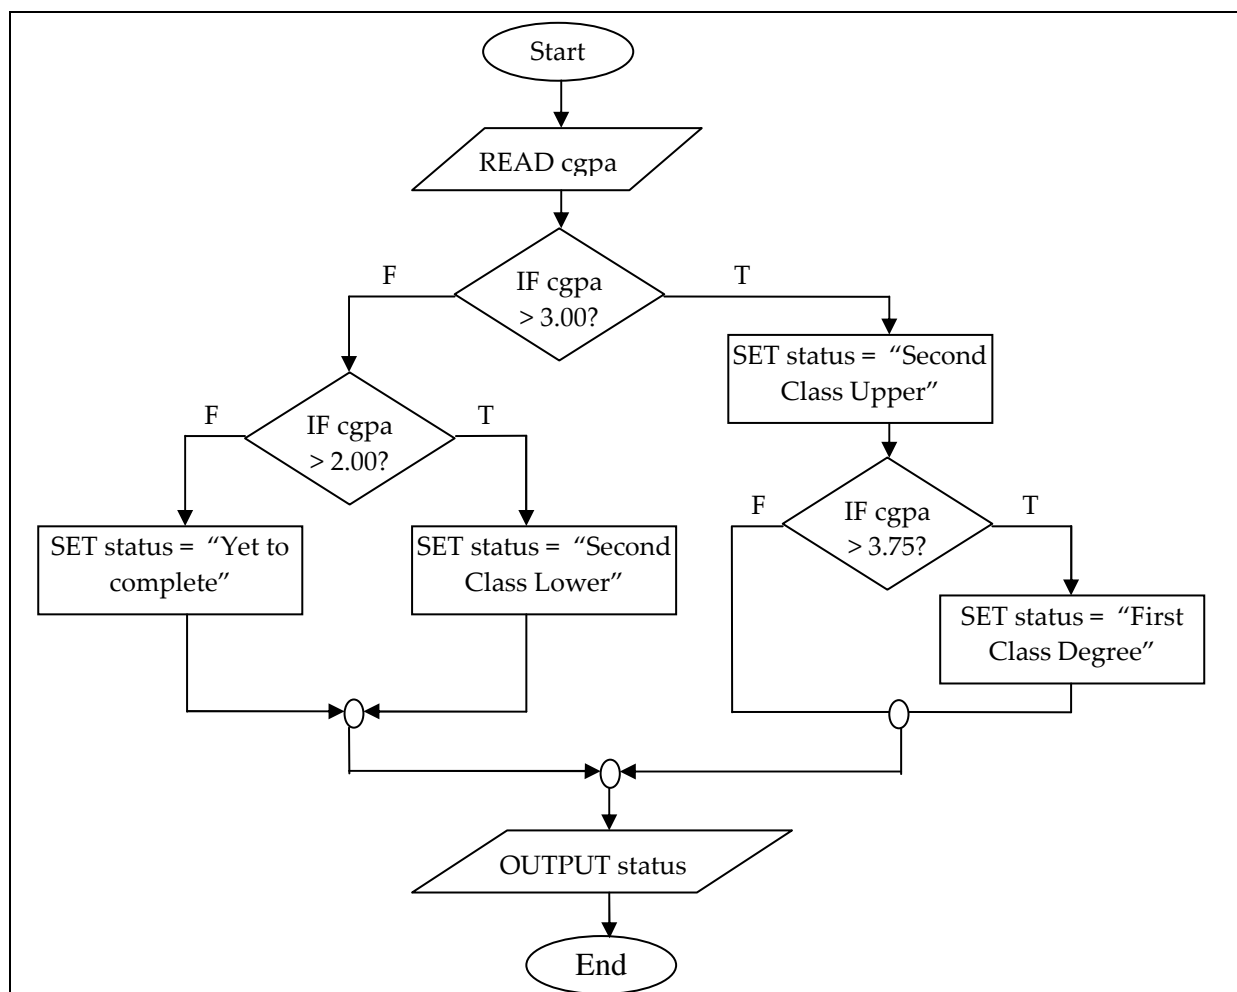 Start
READ cgpa
F
T
IF cgpa
> 3.00?
SET status = “Second
Class Upper”
F
T
IF cgpa
> 2.00?
F
T
IF cgpa
> 3.75?
SET status = “Yet to
complete”
SET status = “Second
Class Lower”
SET status = “First
Class Degree”
OUTPUT status
End